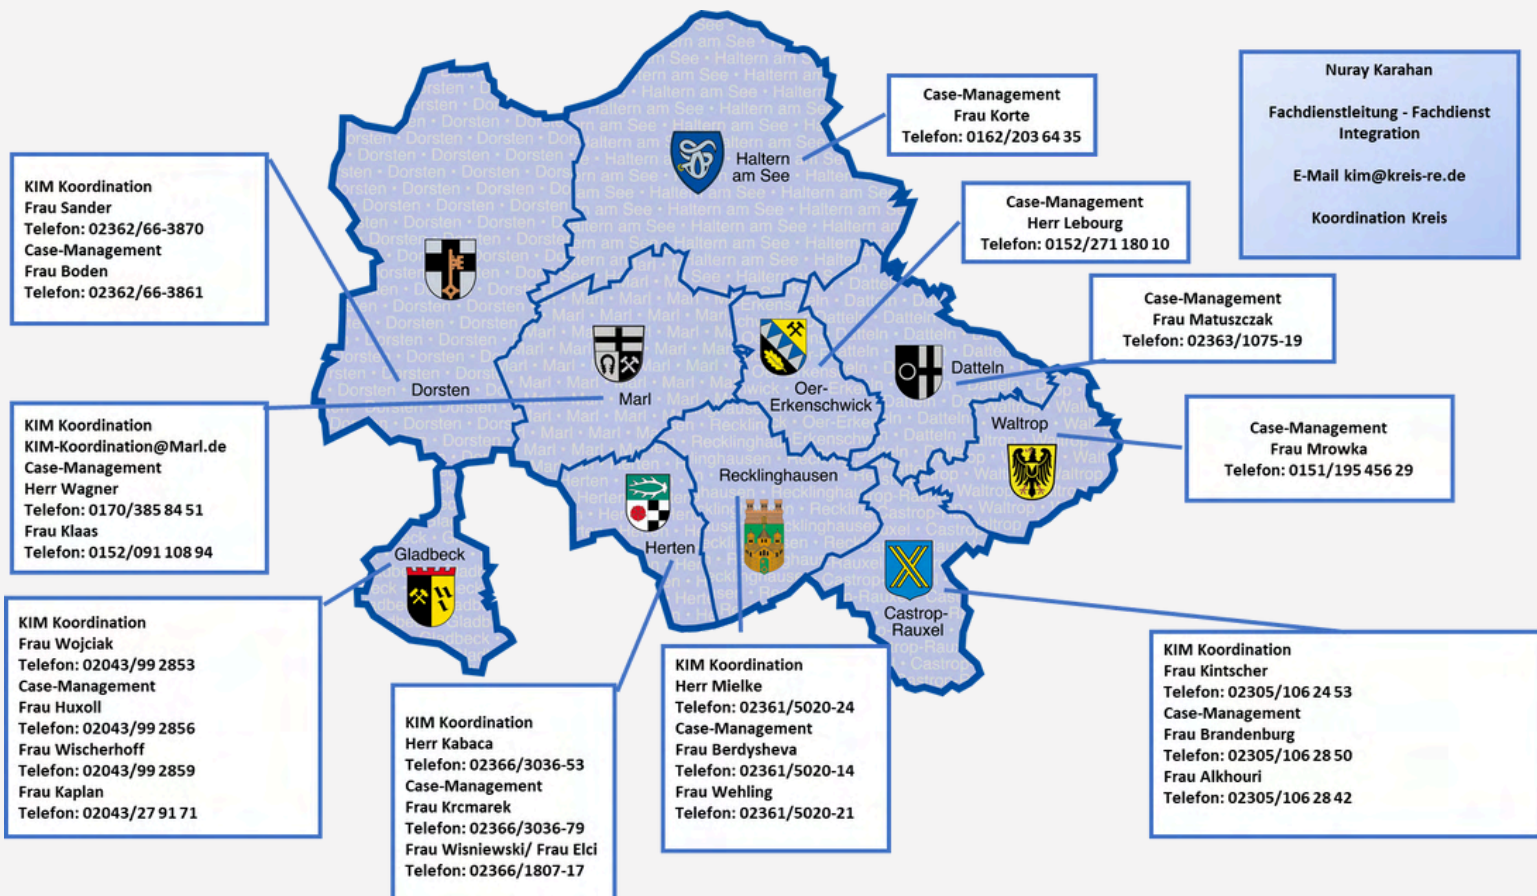 Case-Management
Frau Korte
Telefon: 0162/203 64 35
Nuray Karahan
Fachdienstleitung - Fachdienst
Integration
E-Mail kim@kreis-re.de
Koordination Kreis
KIM Koordination
Frau Sander
Telefon: 02362/66-3870
Case-Management
Frau Boden
Telefon: 02362/66-3861
Case-Management
Herr Lebourg
Telefon: 0152/271 180 10
Case-Management
Frau Matuszczak
Telefon: 02363/1075-19
Haltern
am See
Dorsten
Marl
Oer-
Erkenschwick
Datteln
Waltrop
Recklinghausen
Herten
Gladbeck
Castrop-
Rauxel
KIM Koordination
KIM-Koordination@Marl.de
Case-Management
Herr Wagner
Telefon: 0170/385 84 51
Frau Klaas
Telefon: 0152/091 108 94
Case-Management
Frau Mrowka
Telefon: 0151/195 456 29
KIM Koordination
Frau Wojciak
Telefon: 02043/99 2853
Case-Management
Frau Huxoll
Telefon: 02043/99 2856
Frau Wischerhoff
Telefon: 02043/99 2859
Frau Kaplan
Telefon: 02043/27 91 71
KIM Koordination
Herr Kabaca
Telefon: 02366/3036-53
Case-Management
Frau Krcmarek
Telefon: 02366/3036-79
Frau Wisniewski/ Frau Elci
Telefon: 02366/1807-17
KIM Koordination
Herr Mielke
Telefon: 02361/5020-24
Case-Management
Frau Berdysheva
Telefon: 02361/5020-14
Frau Wehling
Telefon: 02361/5020-21
KIM Koordination
Frau Kintscher
Telefon: 02305/106 24 53
Case-Management
Frau Brandenburg
Telefon: 02305/106 28 50
Frau Alkhouri
Telefon: 02305/106 28 42